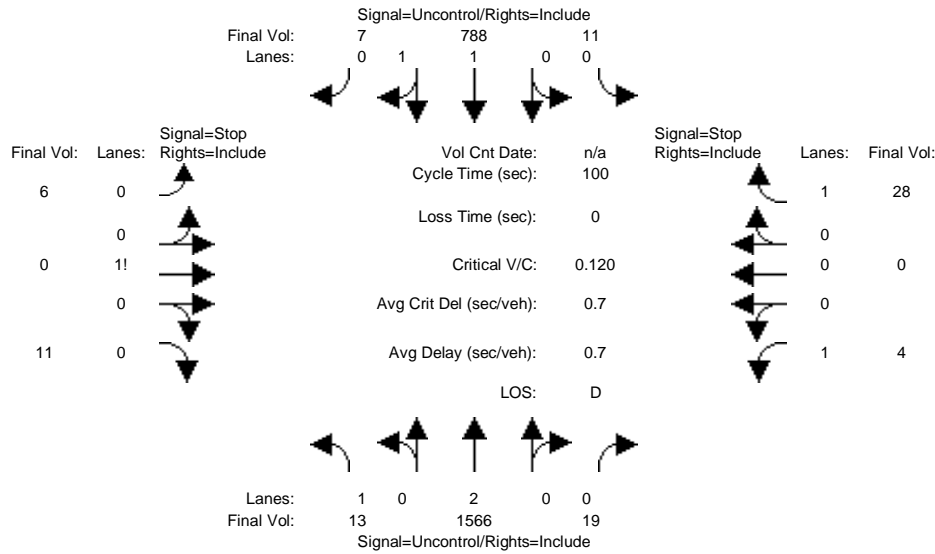 Signal=Uncontrol/Rights=Include
Final Vol: 7 788 11
Lanes: 0 1 1 0 0
Signal=Stop
Final Vol: Lanes: Rights=Include
Vol Cnt Date: n/a
Signal=Stop
Rights=Include Lanes: Final Vol:
Cycle Time (sec): 100
6 0
1 28
Loss Time (sec): 0
0
0
0 1!
Critical V/C: 0.120
0 0
0
Avg Crit Del (sec/veh): 0.7
0
11 0
Avg Delay (sec/veh): 0.7
1 4
LOS: D
Lanes: 1 0 2 0 0
Final Vol: 13 1566 19
Signal=Uncontrol/Rights=Include